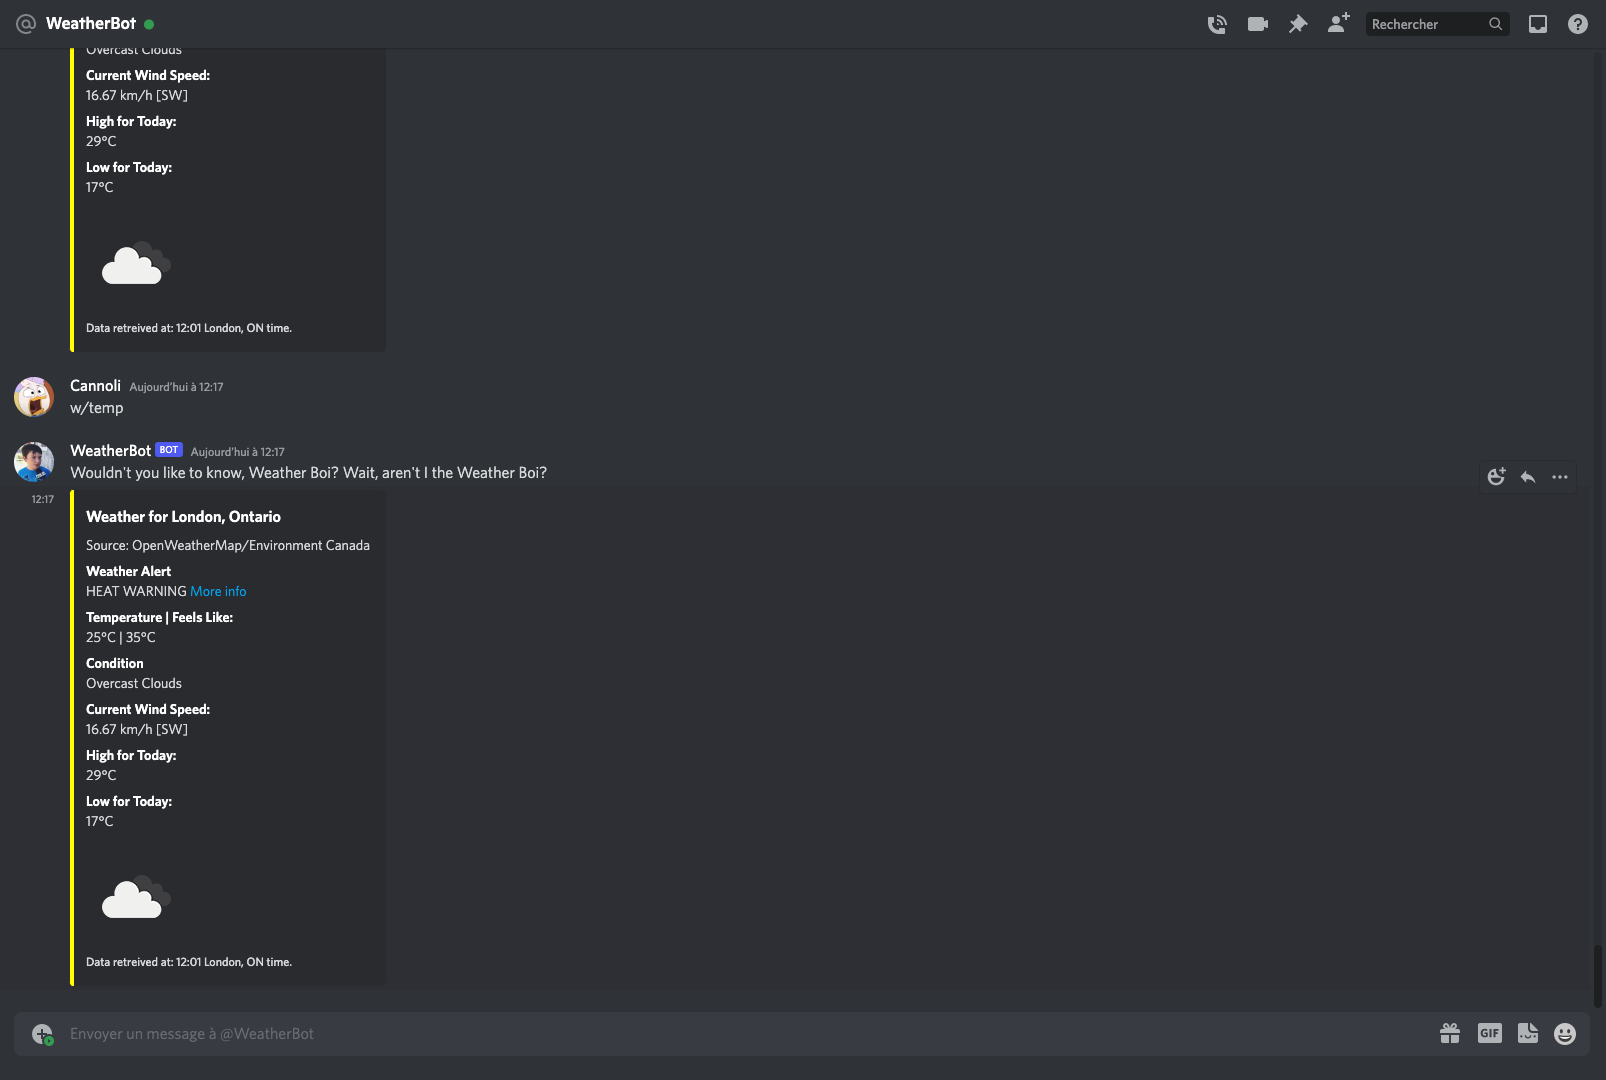 WeatherBot
Rechercher
Overcast Clouds
Current Wind Speed:
16.67 km/h [SW]
High for Today:
29°C
Low for Today:
17°C
Data retreived at: 12:01 London, ON time.
Cannoli Aujourd'hui à 12:17
w/temp
WeatherBot BOT Aujourd'hui à 12:17
Wouldn't you like to know, Weather Boi? Wait, aren't I the Weather Boi?
12:17
Weather for London, Ontario
Source: OpenWeatherMap/Environment Canada
Weather Alert
HEAT WARNING More info
Temperature | Feels Like:
25°C | 35°C
Condition
Overcast Clouds
Current Wind Speed:
16.67 km/h [SW]
High for Today:
29°C
Low for Today:
17°C
Data retreived at: 12:01 London, ON time.
Envoyer un message à @WeatherBot
GIF